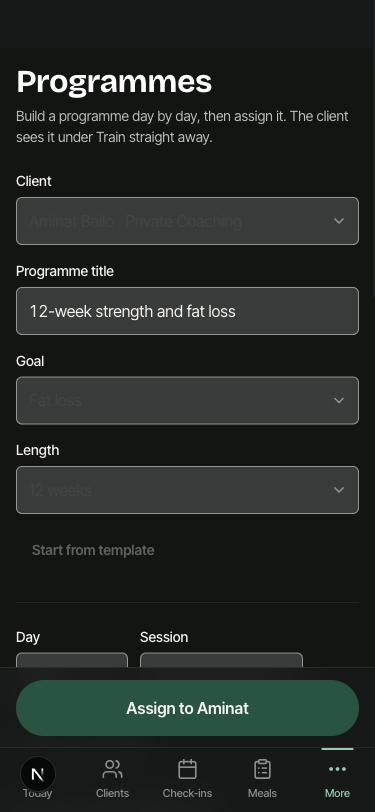 Programmes
Build a programme day by day, then assign it. The client
sees it under Train straight away.
Client
Aminat Bello · Private Coaching
Programme title
12-week strength and fat loss
Goal
Fat loss
Length
12 weeks
Start from template
Day Session
Assign to Aminat
N
Today Clients Check-ins Meals More